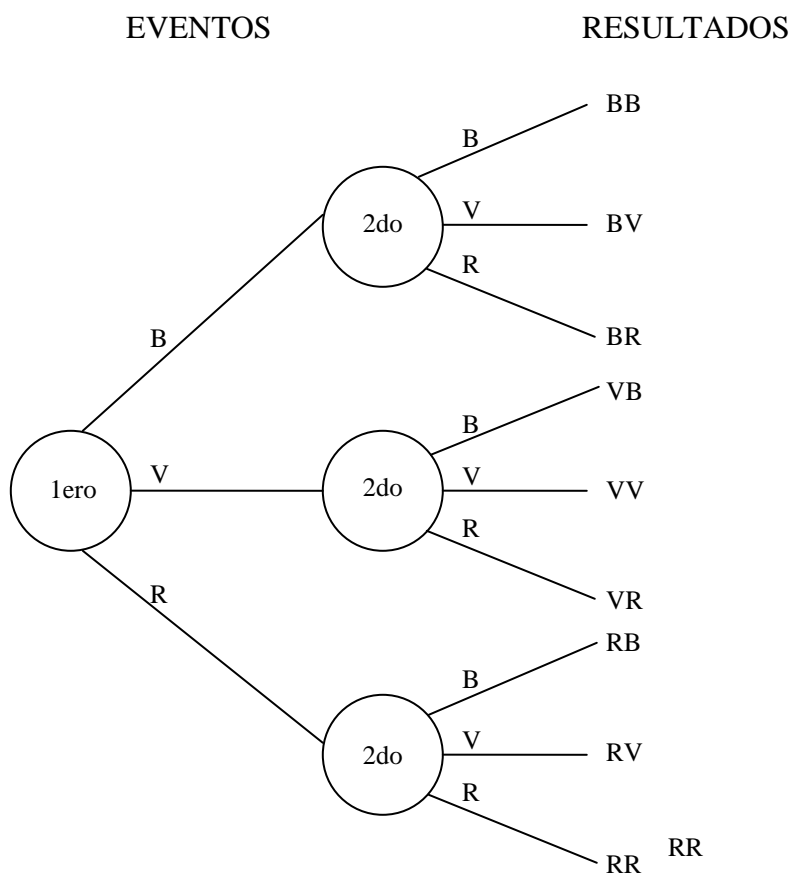 EVENTOS RESULTADOS
BB
B
2do V BV
R
B BR
VB
B
1ero V 2do V VV
R
R VR
RB
B
2do V RV
R
RR RR